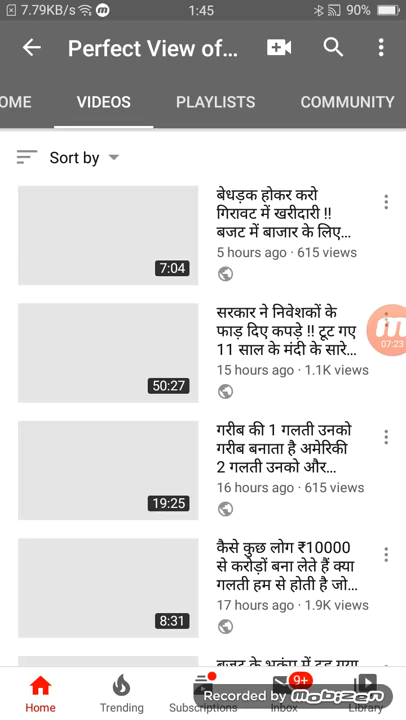 7.79KB/s
1:45
90%
Perfect View of...
OME
VIDEOS
PLAYLISTS
COMMUNITY
Sort by
बेधड़क होकर करो
गिरावट में खरीदारी !!
बजट में बाजार के लिए...
5 hours ago · 615 views
7:04
सरकार ने निवेशकों के
फाड़ दिए कपड़े !! टूट गए
11 साल के मंदी के सारे...
15 hours ago · 1.1K views
50:27
07:23
गरीब की 1 गलती उनको
गरीब बनाता है अमेरिकी
2 गलती उनको और...
16 hours ago · 615 views
19:25
कैसे कुछ लोग ₹10000
से करोड़ों बना लेते हैं क्या
गलती हम से होती है जो...
17 hours ago · 1.9K views
8:31
9+
Recorded by mobizen
Home
Trending
Subscriptions
Inbox
Library